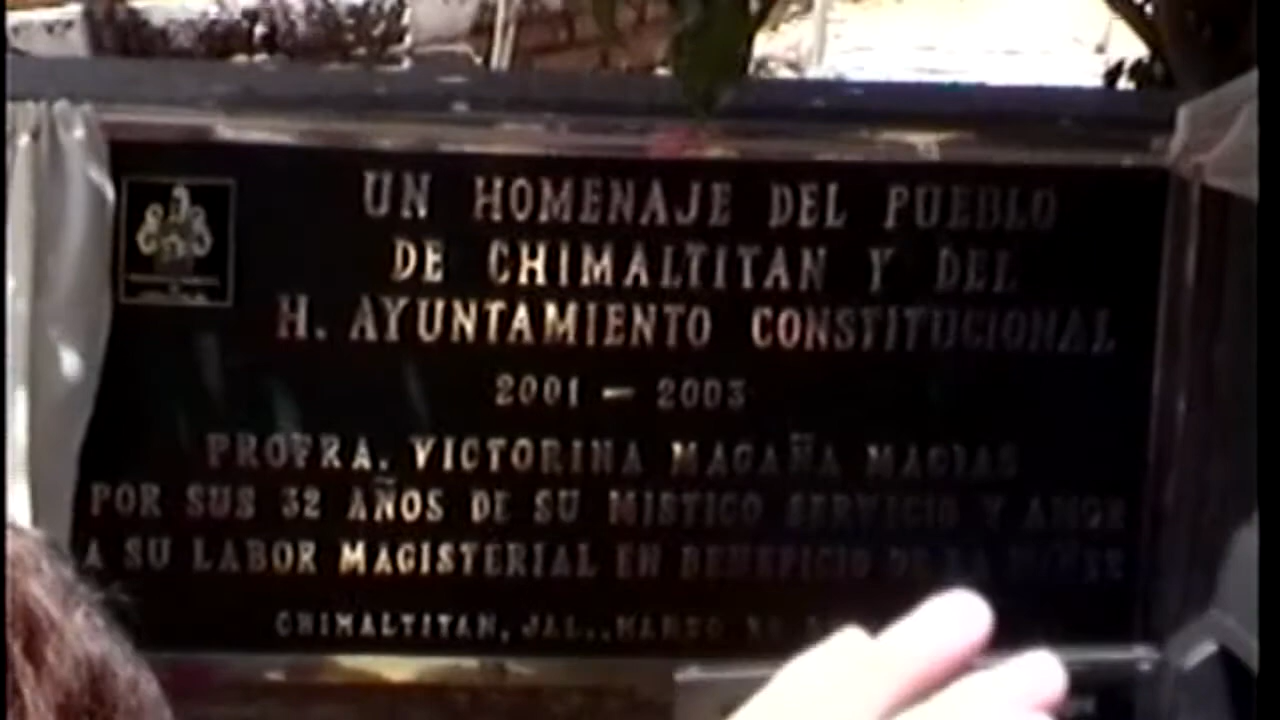 UN HOMENAJE DEL PUEBLO
DE CHIMALTITAN Y DEL
H. AYUNTAMIENTO CONSTITUCIONAL
2001 - 2003
PROFRA. VICTORINA MAGAÑA MACIAS
POR SUS 32 AÑOS DE SU MISTICO SERVICIO Y AMOR
A SU LABOR MAGISTERIAL EN BENEFICIO DE LA NIÑEZ
CHIMALTITAN, JAL., MARZO